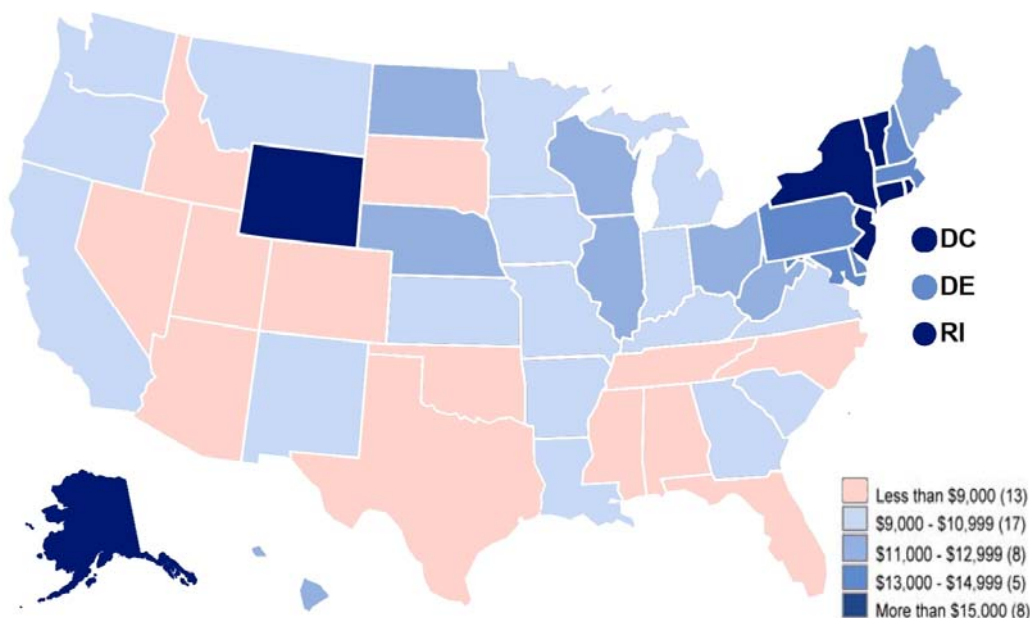 DC
DE
RI
Less than $9,000 (13)
$9,000 - $10,999 (17)
$11,000 - $12,999 (8)
$13,000 - $14,999 (5)
More than $15,000 (8)